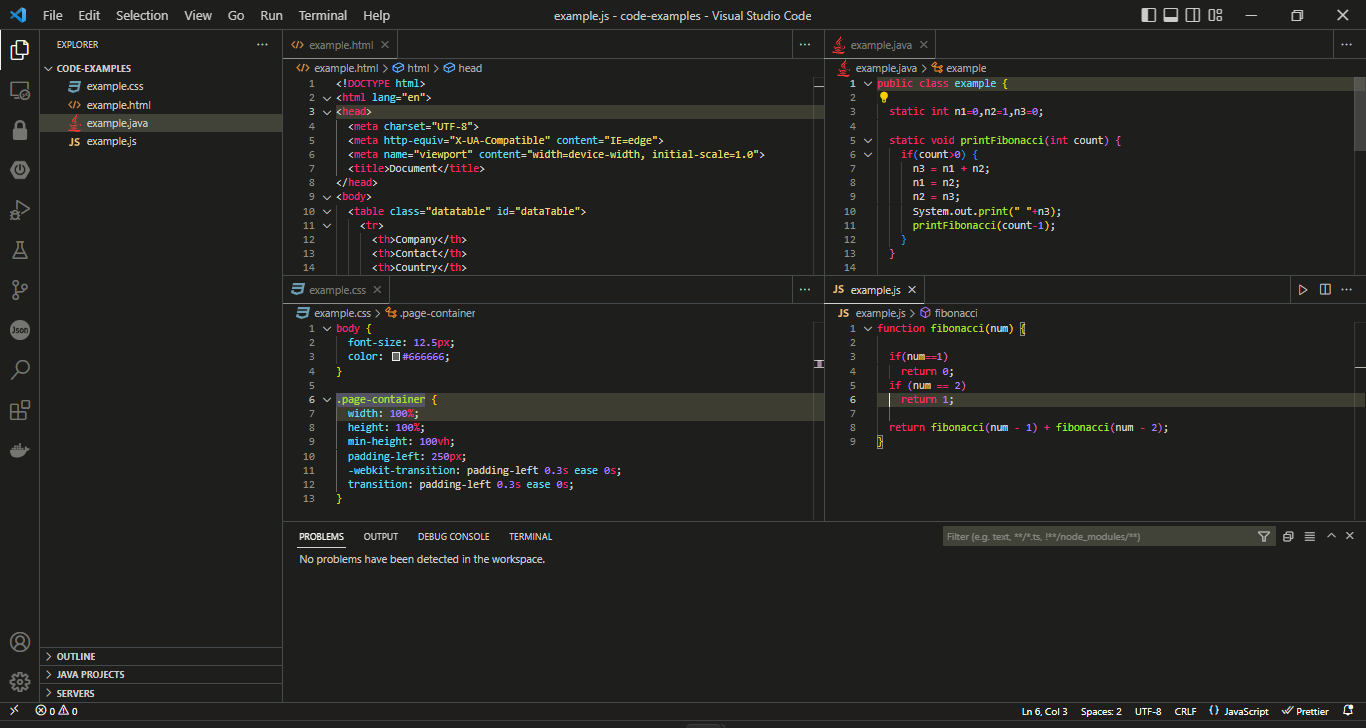 File Edit Selection View Go Run Terminal Help example.js - code-examples - Visual Studio Code
EXPLORER
CODE-EXAMPLES
example.css
example.html
example.java
JS example.js
OUTLINE
JAVA PROJECTS
SERVERS
example.html
example.html > html > head
1 <!DOCTYPE html>
2 <html lang="en">
3 <head>
4 <meta charset="UTF-8">
5 <meta http-equiv="X-UA-Compatible" content="IE=edge">
6 <meta name="viewport" content="width=device-width, initial-scale=1.0">
7 <title>Document</title>
8 </head>
9 <body>
10 <table class="datatable" id="dataTable">
11 <tr>
12 <th>Company</th>
13 <th>Contact</th>
14 <th>Country</th>
example.java
example.java > example
1 public class example {
2
3 static int n1=0,n2=1,n3=0;
4
5 static void printFibonacci(int count) {
6 if(count>0) {
7 n3 = n1 + n2;
8 n1 = n2;
9 n2 = n3;
10 System.out.print(" "+n3);
11 printFibonacci(count-1);
12 }
13 }
14
example.css
example.css > .page-container
1 body {
2 font-size: 12.5px;
3 color: #666666;
4 }
5
6 .page-container {
7 width: 100%;
8 height: 100%;
9 min-height: 100vh;
10 padding-left: 250px;
11 -webkit-transition: padding-left 0.3s ease 0s;
12 transition: padding-left 0.3s ease 0s;
13 }
JS example.js
JS example.js > fibonacci
1 function fibonacci(num) {
2
3 if(num==1)
4 return 0;
5 if (num == 2)
6 return 1;
7
8 return fibonacci(num - 1) + fibonacci(num - 2);
9 }
PROBLEMS OUTPUT DEBUG CONSOLE TERMINAL Filter (e.g. text, **/*.ts, !**/node_modules/**)
No problems have been detected in the workspace.
Json
0 0 Ln 6, Col 3 Spaces: 2 UTF-8 CRLF {} JavaScript Prettier